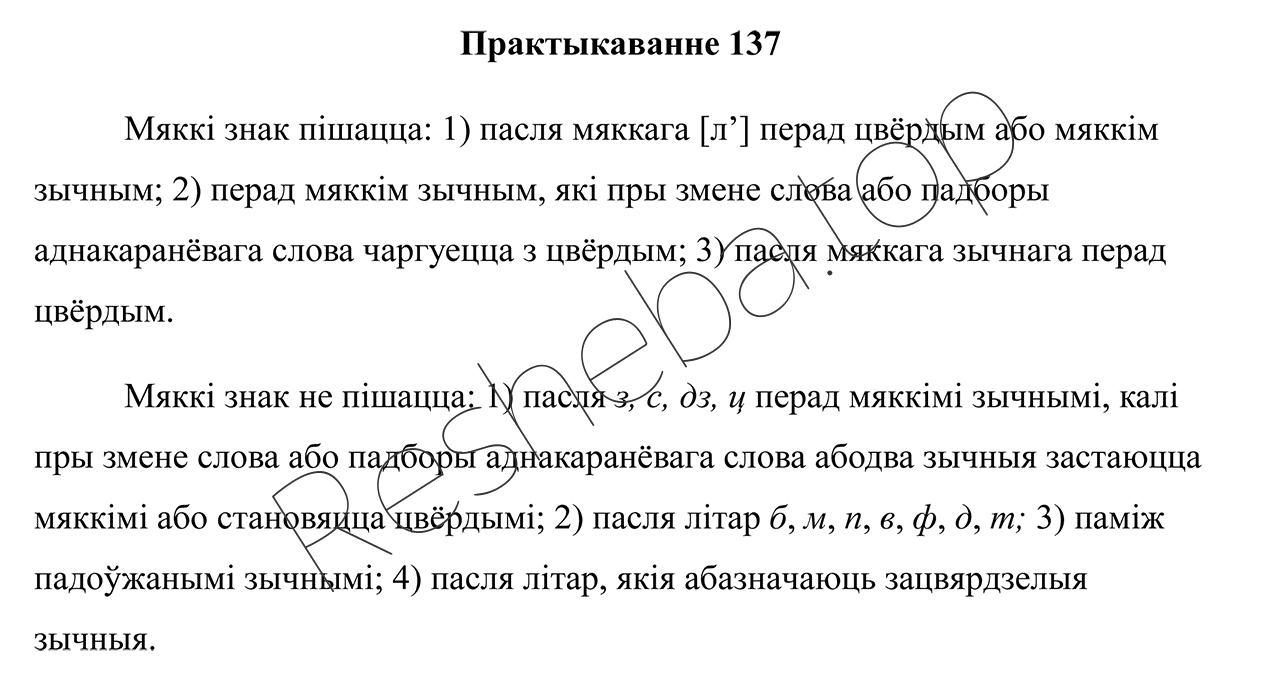 Практыкаванне 137
Мяккі знак пішацца: 1) пасля мяккага [л’] перад цвёрдым або мяккім
зычным; 2) перад мяккім зычным, які пры змене слова або падборы
аднакаранёвага слова чаргуецца з цвёрдым; 3) пасля мяккага зычнага перад
цвёрдым.
Мяккі знак не пішацца: 1) пасля з, с, дз, ц перад мяккімі зычнымі, калі
пры змене слова або падборы аднакаранёвага слова абодва зычныя застаюцца
мяккімі або становяцца цвёрдымі; 2) пасля літар б, м, п, в, ф, д, т; 3) паміж
падоўжанымі зычнымі; 4) пасля літар, якія абазначаюць зацвярдзелыя
зычныя.
Resheba.top